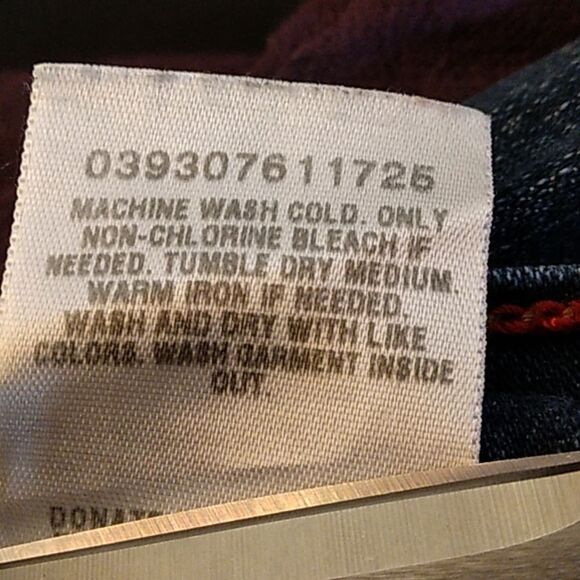 039307611725
MACHINE WASH COLD. ONLY
NON-CHLORINE BLEACH IF
NEEDED. TUMBLE DRY MEDIUM.
WARM IRON IF NEEDED.
WASH AND DRY WITH LIKE
COLORS. WASH GARMENT INSIDE
OUT.